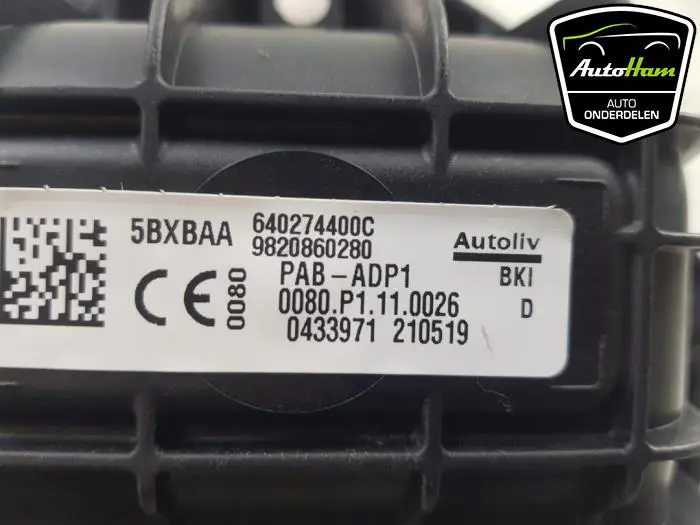 AutoHam
AUTO
ONDERDELEN
5BXBAA 640274400C
9820860280
Autoliv
CE 0080
PAB-ADP1
BKI
0080.P1.11.0026
D
0433971 210519